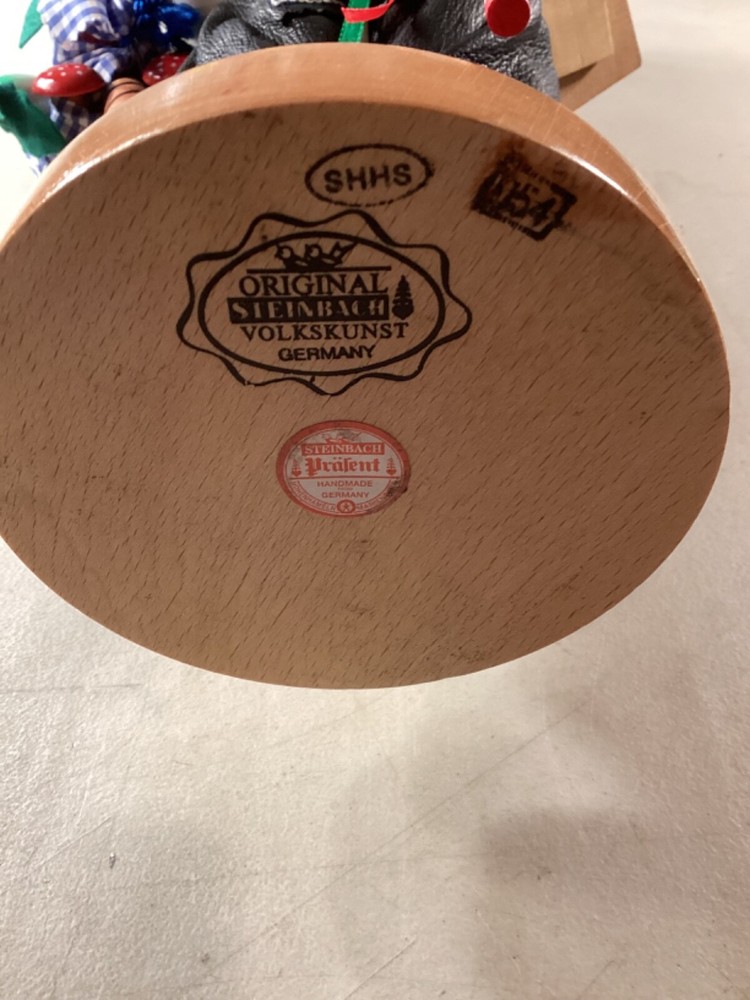 SHHS
ORIGINAL
STEINBACH
VOLKSKUNST
GERMANY
STEINBACH
Präsent
HANDMADE
GERMANY